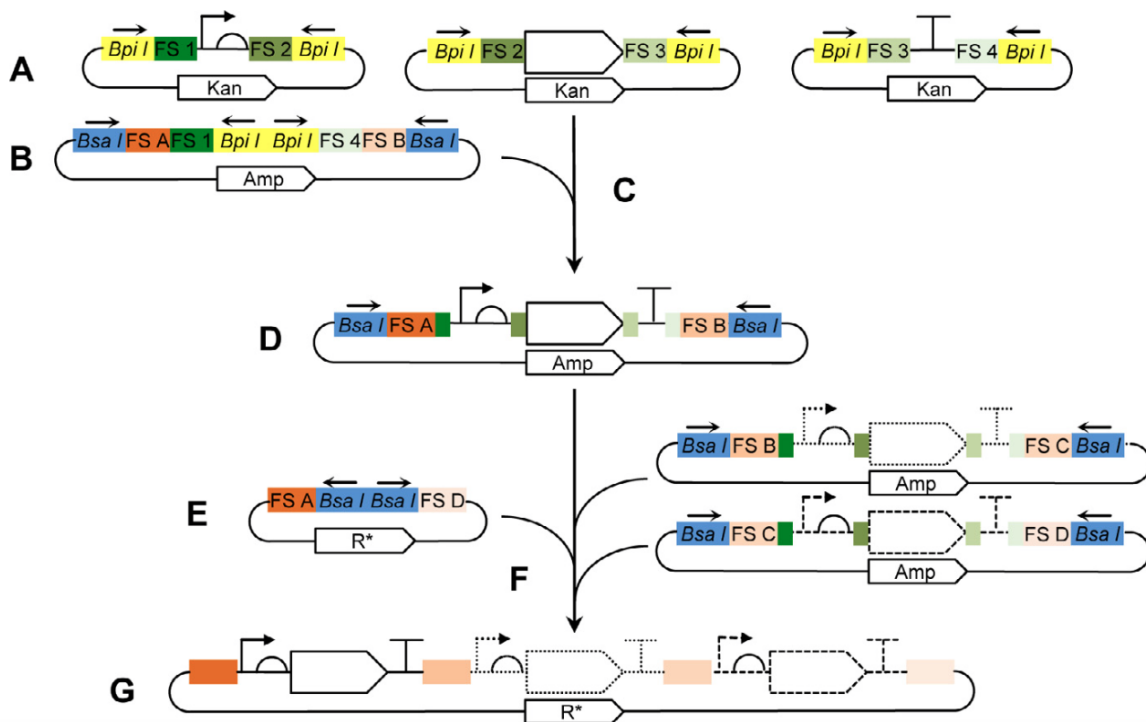 A
Bpi I FS 1 FS 2 Bpi I
Kan
Bpi I FS 2 FS 3 Bpi I
Kan
Bpi I FS 3 FS 4 Bpi I
Kan
B
Bsa I FS A FS 1 Bpi I Bpi I FS 4 FS B Bsa I
Amp
C
D
Bsa I FS A FS B Bsa I
Amp
Bsa I FS B FS C Bsa I
Amp
E
FS A Bsa I Bsa I FS D
R*
Bsa I FS C FS D Bsa I
Amp
F
G
R*